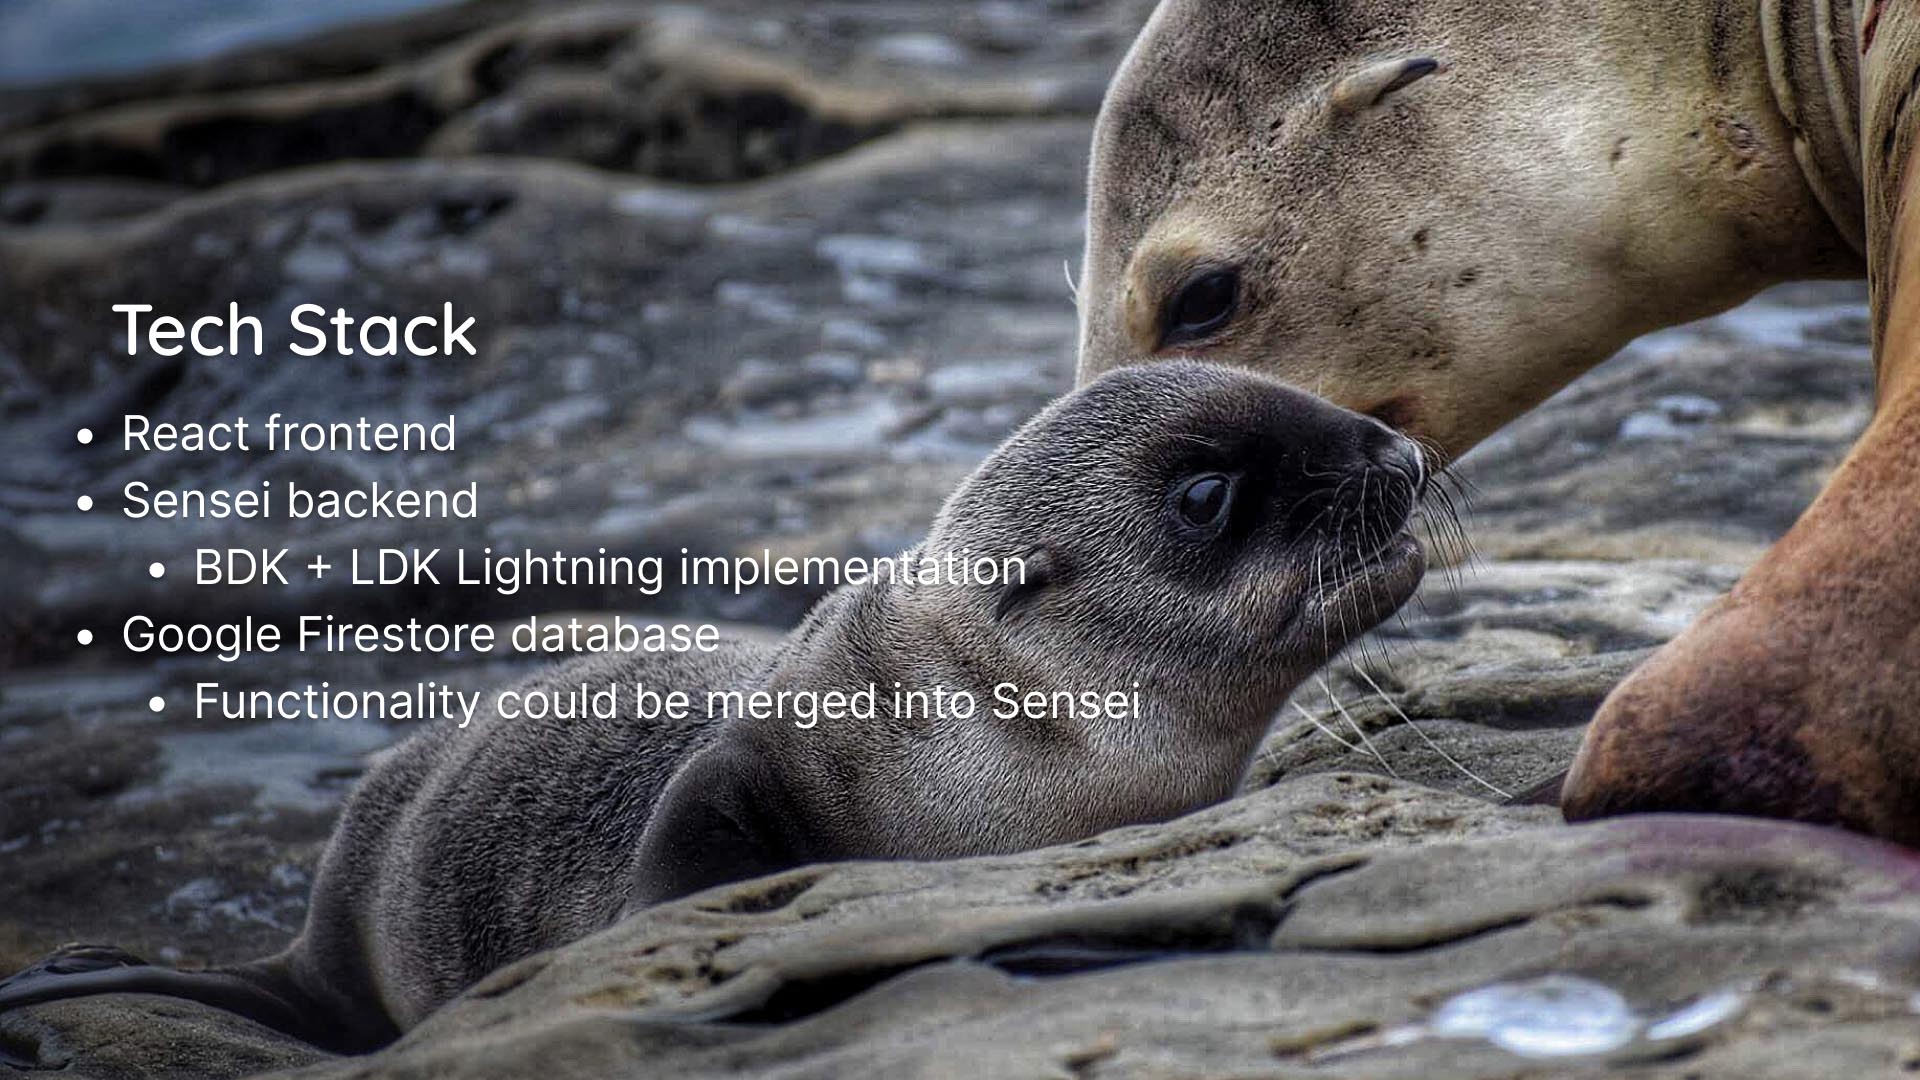 Tech Stack
• React frontend
• Sensei backend
• BDK + LDK Lightning implementation
• Google Firestore database
• Functionality could be merged into Sensei